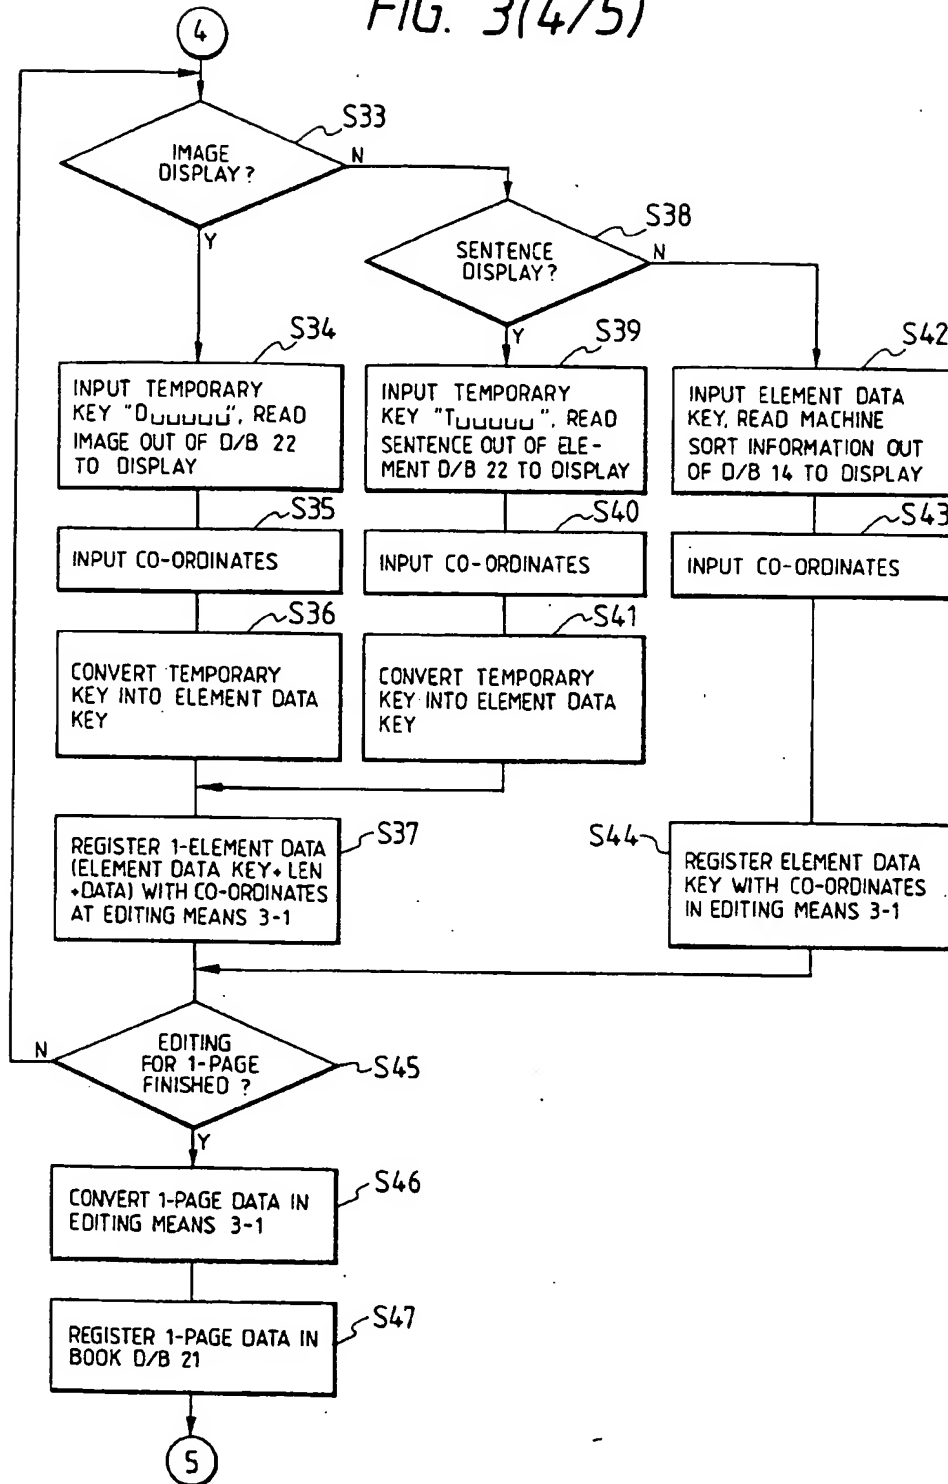 FIG. 3(4/5)
4
S33
IMAGE
DISPLAY?
N
Y
S38
SENTENCE
DISPLAY?
N
Y
S34
INPUT TEMPORARY
KEY "D␣␣␣␣␣", READ
IMAGE OUT OF D/B 22
TO DISPLAY
S39
INPUT TEMPORARY
KEY "T␣␣␣␣␣", READ
SENTENCE OUT OF ELE-
MENT D/B 22 TO DISPLAY
S42
INPUT ELEMENT DATA
KEY, READ MACHINE
SORT INFORMATION OUT
OF D/B 14 TO DISPLAY
S35
INPUT CO-ORDINATES
S40
INPUT CO-ORDINATES
S43
INPUT CO-ORDINATES
S36
CONVERT TEMPORARY
KEY INTO ELEMENT DATA
KEY
S41
CONVERT TEMPORARY
KEY INTO ELEMENT DATA
KEY
S37
REGISTER 1-ELEMENT DATA
(ELEMENT DATA KEY+LEN
+DATA) WITH CO-ORDINATES
AT EDITING MEANS 3-1
S44
REGISTER ELEMENT DATA
KEY WITH CO-ORDINATES
IN EDITING MEANS 3-1
N
EDITING
FOR 1-PAGE
FINISHED ?
S45
Y
S46
CONVERT 1-PAGE DATA IN
EDITING MEANS 3-1
S47
REGISTER 1-PAGE DATA IN
BOOK D/B 21
5